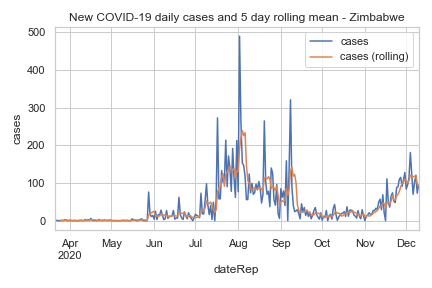 New COVID-19 daily cases and 5 day rolling mean - Zimbabwe
cases
cases (rolling)
500
400
300
200
100
0
cases
Apr
2020
May
Jun
Jul
Aug
Sep
Oct
Nov
Dec
dateRep